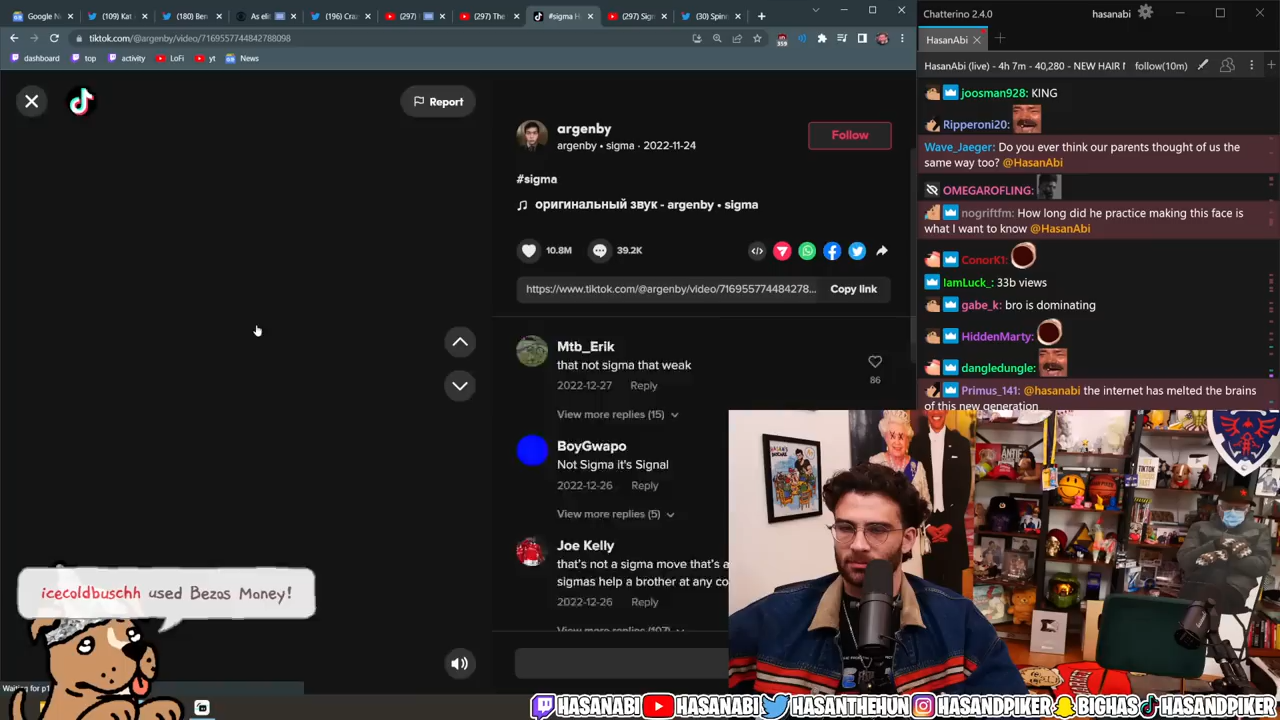 Google N
(109) Kat
(180) Ben
As eli
(196) Craz
(297)
(297) The
#sigma H
(297) Sig
(30) Spin
tiktok.com/@argenby/video/7169557744842788098
dashboard
top
activity
LoFi
yt
News
Report
argenby
argenby • sigma · 2022-11-24
Follow
#sigma
оригинальный звук - argenby • sigma
10.8M
39.2K
https://www.tiktok.com/@argenby/video/716955774484278...
Copy link
Mtb_Erik
that not sigma that weak
86
2022-12-27 Reply
View more replies (15)
BoyGwapo
Not Sigma it's Signal
2022-12-26 Reply
View more replies (5)
Joe Kelly
that's not a sigma move that's a
sigmas help a brother at any co
2022-12-26 Reply
View more replies (107)
icecoldbuschh used Bezos Money!
Waiting for p1
Chatterino 2.4.0
hasanabi
HasanAbi
HasanAbi (live) - 4h 7m - 40,280 - NEW HAIR
follow(10m)
joosman928: KING
Ripperoni20:
Wave_Jaeger: Do you ever think our parents thought of us the
same way too? @HasanAbi
OMEGAROFLING:
nogriftfm: How long did he practice making this face is
what I want to know @HasanAbi
ConorK1:
IamLuck_: 33b views
gabe_k: bro is dominating
HiddenMarty:
dangledungle:
Primus_141: @hasanabi the internet has melted the brains
of this new generation
HASANABI
HASANABI
HASANTHEHUN
HASANDPIKER
BIGHAS
HASANDPIKER